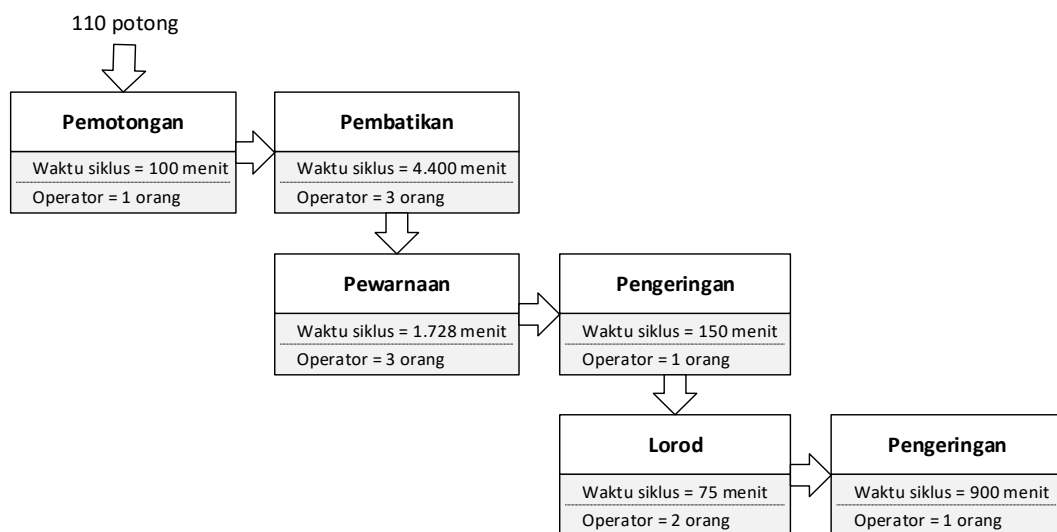 110 potong
Pemotongan
Waktu siklus = 100 menit
Operator = 1 orang
Pembatikan
Waktu siklus = 4.400 menit
Operator = 3 orang
Pewarnaan
Waktu siklus = 1.728 menit
Operator = 3 orang
Pengeringan
Waktu siklus = 150 menit
Operator = 1 orang
Lorod
Waktu siklus = 75 menit
Operator = 2 orang
Pengeringan
Waktu siklus = 900 menit
Operator = 1 orang